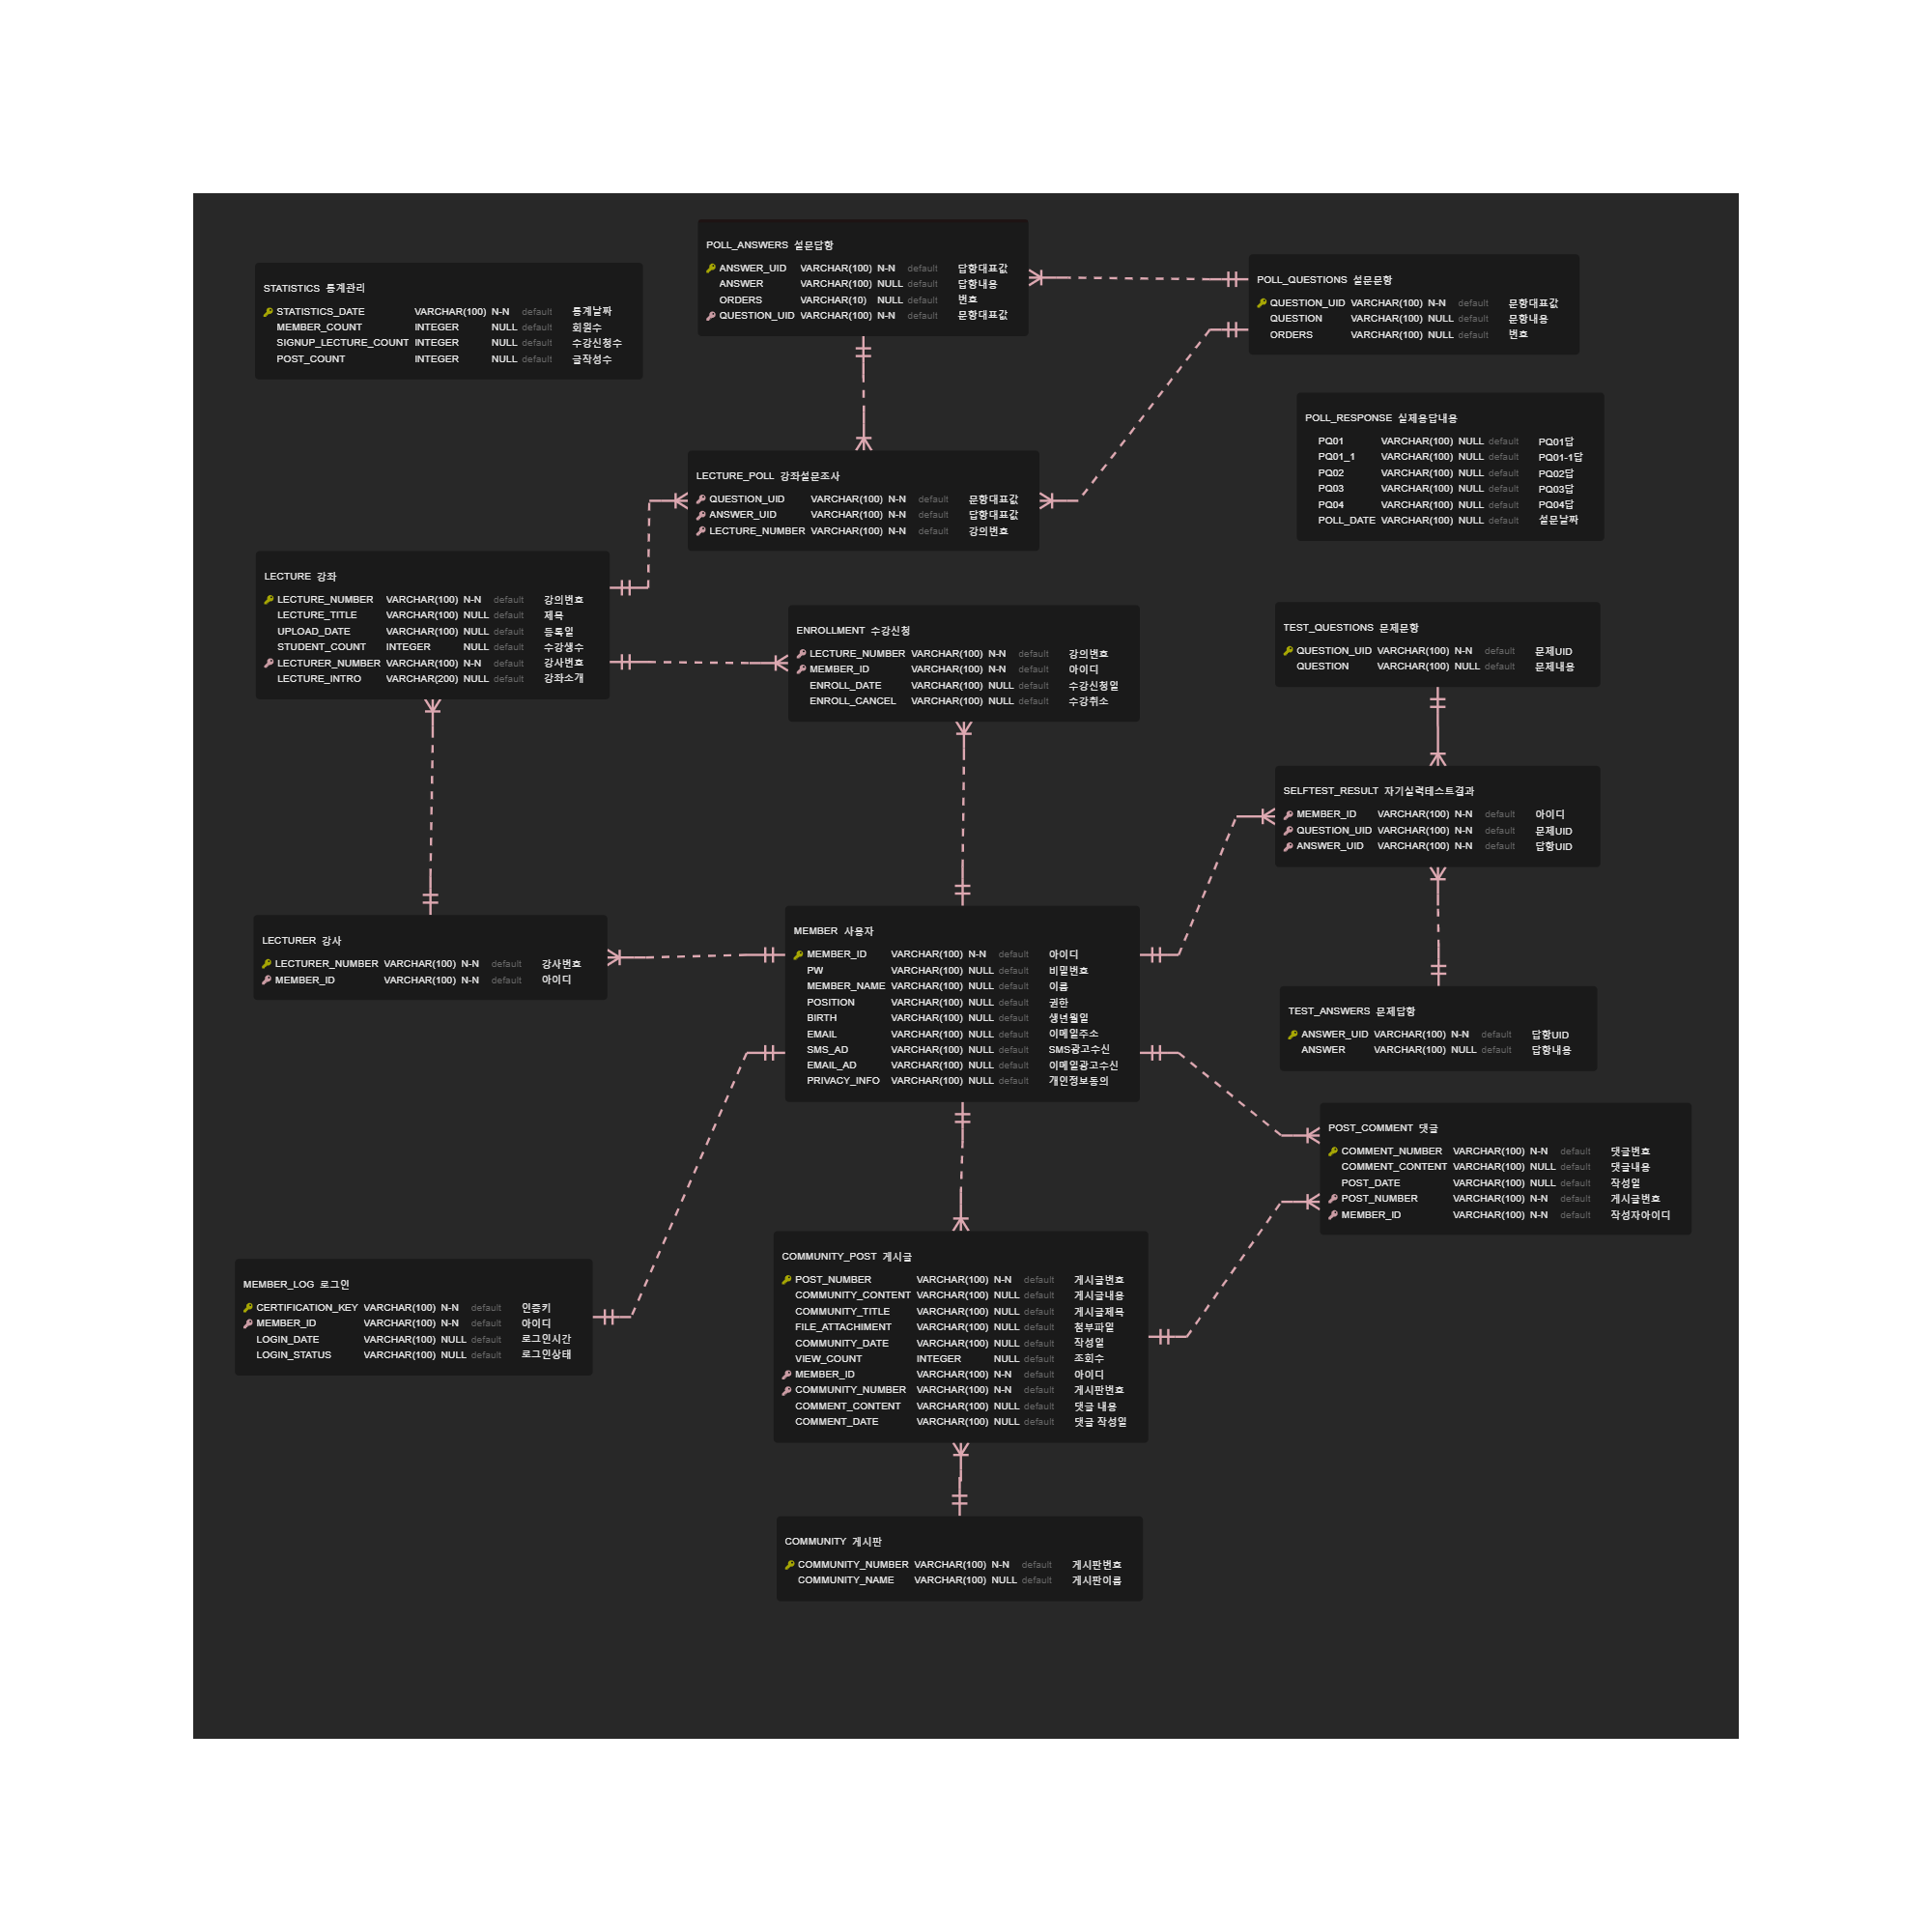 POLL_ANSWERS 설문답항
ANSWER_UID VARCHAR(100) N-N default 답항대표값
ANSWER VARCHAR(100) NULL default 답항내용
ORDERS VARCHAR(10) NULL default 번호
QUESTION_UID VARCHAR(100) N-N default 문항대표값
STATISTICS 통계관리
STATISTICS_DATE VARCHAR(100) N-N default 통계날짜
MEMBER_COUNT INTEGER NULL default 회원수
SIGNUP_LECTURE_COUNT INTEGER NULL default 수강신청수
POST_COUNT INTEGER NULL default 글작성수
POLL_QUESTIONS 설문문항
QUESTION_UID VARCHAR(100) N-N default 문항대표값
QUESTION VARCHAR(100) NULL default 문항내용
ORDERS VARCHAR(100) NULL default 번호
POLL_RESPONSE 실제응답내용
PQ01 VARCHAR(100) NULL default PQ01답
PQ01_1 VARCHAR(100) NULL default PQ01-1답
PQ02 VARCHAR(100) NULL default PQ02답
PQ03 VARCHAR(100) NULL default PQ03답
PQ04 VARCHAR(100) NULL default PQ04답
POLL_DATE VARCHAR(100) NULL default 설문날짜
LECTURE_POLL 강좌설문조사
QUESTION_UID VARCHAR(100) N-N default 문항대표값
ANSWER_UID VARCHAR(100) N-N default 답항대표값
LECTURE_NUMBER VARCHAR(100) N-N default 강의번호
LECTURE 강좌
LECTURE_NUMBER VARCHAR(100) N-N default 강의번호
LECTURE_TITLE VARCHAR(100) NULL default 제목
UPLOAD_DATE VARCHAR(100) NULL default 등록일
STUDENT_COUNT INTEGER NULL default 수강생수
LECTURER_NUMBER VARCHAR(100) N-N default 강사번호
LECTURE_INTRO VARCHAR(200) NULL default 강좌소개
ENROLLMENT 수강신청
LECTURE_NUMBER VARCHAR(100) N-N default 강의번호
MEMBER_ID VARCHAR(100) N-N default 아이디
ENROLL_DATE VARCHAR(100) NULL default 수강신청일
ENROLL_CANCEL VARCHAR(100) NULL default 수강취소
TEST_QUESTIONS 문제문항
QUESTION_UID VARCHAR(100) N-N default 문제UID
QUESTION VARCHAR(100) NULL default 문제내용
SELFTEST_RESULT 자기실력테스트결과
MEMBER_ID VARCHAR(100) N-N default 아이디
QUESTION_UID VARCHAR(100) N-N default 문제UID
ANSWER_UID VARCHAR(100) N-N default 답항UID
LECTURER 강사
LECTURER_NUMBER VARCHAR(100) N-N default 강사번호
MEMBER_ID VARCHAR(100) N-N default 아이디
MEMBER 사용자
MEMBER_ID VARCHAR(100) N-N default 아이디
PW VARCHAR(100) NULL default 비밀번호
MEMBER_NAME VARCHAR(100) NULL default 이름
POSITION VARCHAR(100) NULL default 권한
BIRTH VARCHAR(100) NULL default 생년월일
EMAIL VARCHAR(100) NULL default 이메일주소
SMS_AD VARCHAR(100) NULL default SMS광고수신
EMAIL_AD VARCHAR(100) NULL default 이메일광고수신
PRIVACY_INFO VARCHAR(100) NULL default 개인정보동의
TEST_ANSWERS 문제답항
ANSWER_UID VARCHAR(100) N-N default 답항UID
ANSWER VARCHAR(100) NULL default 답항내용
POST_COMMENT 댓글
COMMENT_NUMBER VARCHAR(100) N-N default 댓글번호
COMMENT_CONTENT VARCHAR(100) NULL default 댓글내용
POST_DATE VARCHAR(100) NULL default 작성일
POST_NUMBER VARCHAR(100) N-N default 게시글번호
MEMBER_ID VARCHAR(100) N-N default 작성자아이디
MEMBER_LOG 로그인
CERTIFICATION_KEY VARCHAR(100) N-N default 인증키
MEMBER_ID VARCHAR(100) N-N default 아이디
LOGIN_DATE VARCHAR(100) NULL default 로그인시간
LOGIN_STATUS VARCHAR(100) NULL default 로그인상태
COMMUNITY_POST 게시글
POST_NUMBER VARCHAR(100) N-N default 게시글번호
COMMUNITY_CONTENT VARCHAR(100) NULL default 게시글내용
COMMUNITY_TITLE VARCHAR(100) NULL default 게시글제목
FILE_ATTACHIMENT VARCHAR(100) NULL default 첨부파일
COMMUNITY_DATE VARCHAR(100) NULL default 작성일
VIEW_COUNT INTEGER NULL default 조회수
MEMBER_ID VARCHAR(100) N-N default 아이디
COMMUNITY_NUMBER VARCHAR(100) N-N default 게시판번호
COMMENT_CONTENT VARCHAR(100) NULL default 댓글 내용
COMMENT_DATE VARCHAR(100) NULL default 댓글 작성일
COMMUNITY 게시판
COMMUNITY_NUMBER VARCHAR(100) N-N default 게시판번호
COMMUNITY_NAME VARCHAR(100) NULL default 게시판이름